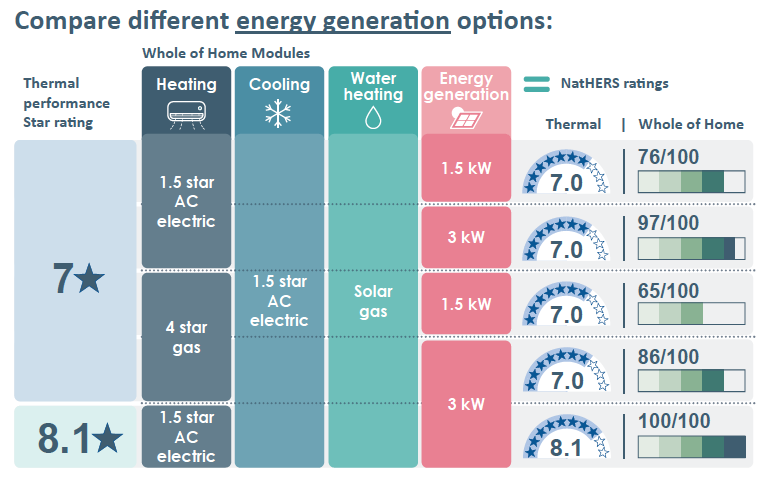 Compare different energy generation options:
Whole of Home Modules
Thermal
performance
Star rating
Heating
Cooling
Water
heating
Energy
generation
NatHERS ratings
Thermal | Whole of Home
7
1.5 star
AC
electric
1.5 star
AC
electric
Solar
gas
1.5 kW
7.0
76/100
3 kW
7.0
97/100
4 star
gas
1.5 kW
7.0
65/100
3 kW
7.0
86/100
8.1
1.5 star
AC
electric
8.1
100/100